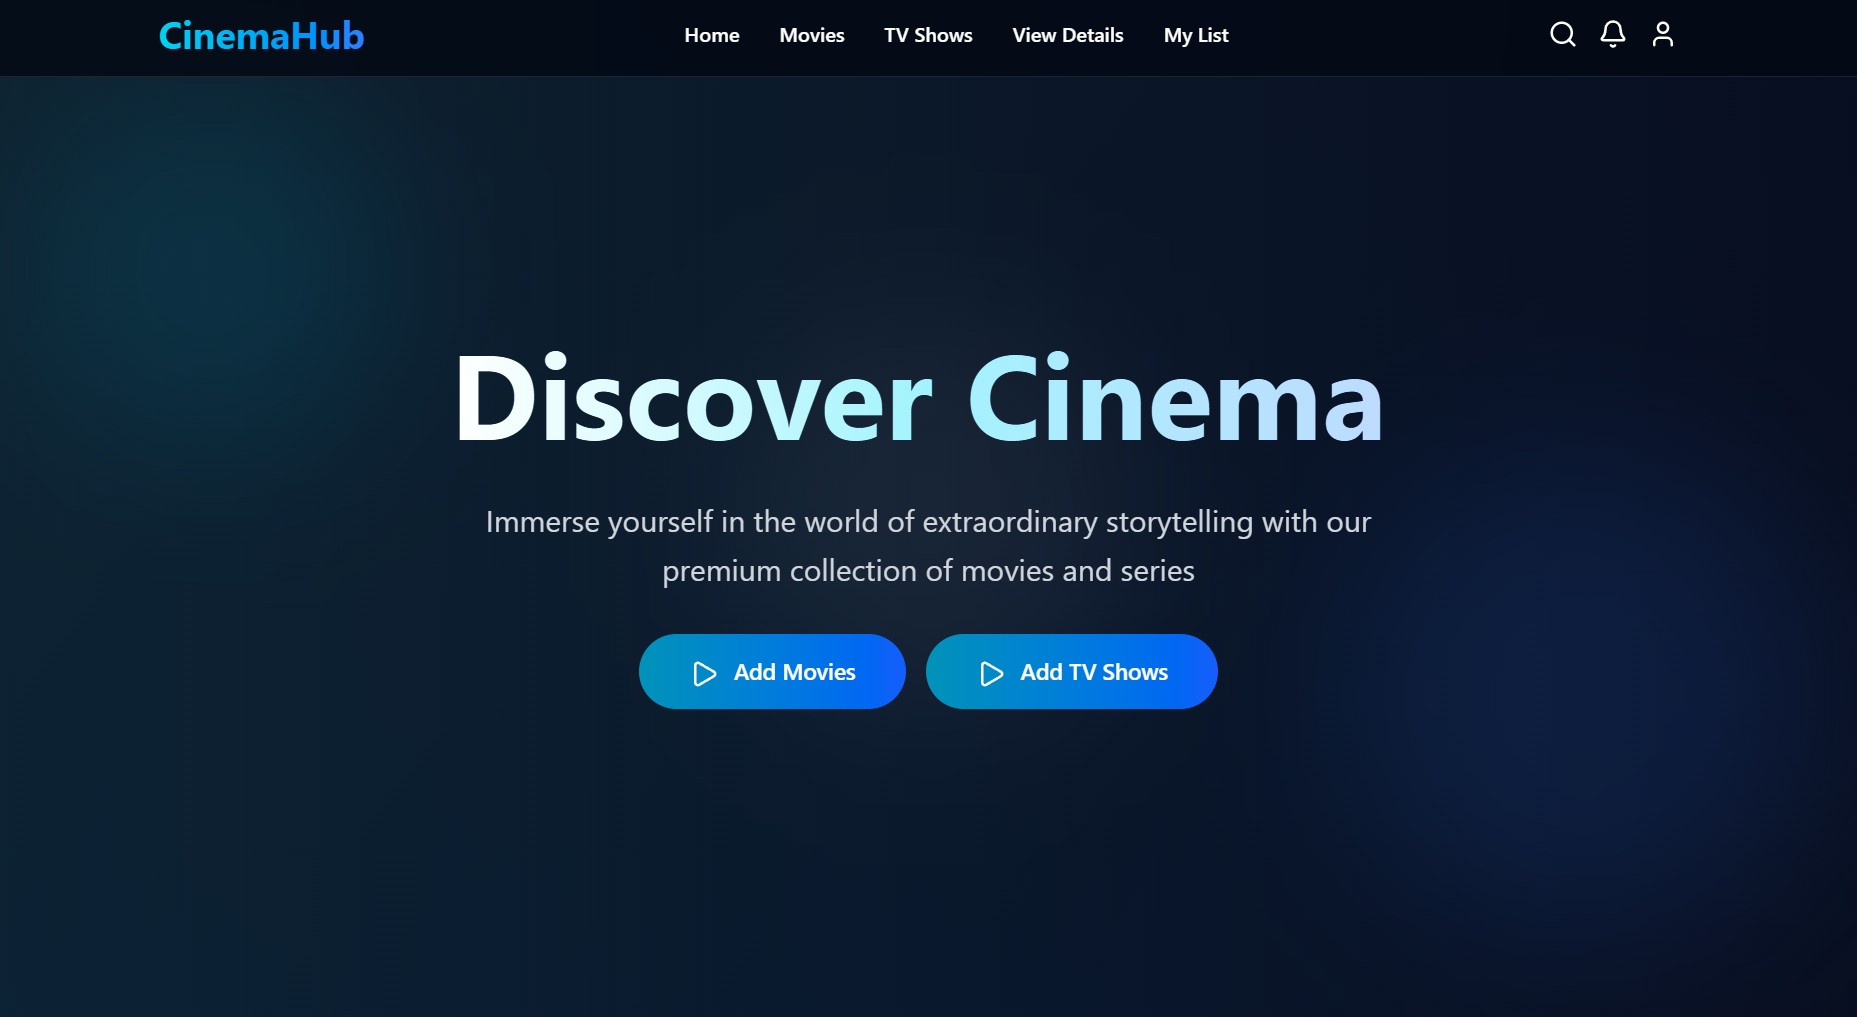 CinemaHub
Home
Movies
TV Shows
View Details
My List
Discover Cinema
Immerse yourself in the world of extraordinary storytelling with our
premium collection of movies and series
Add Movies
Add TV Shows